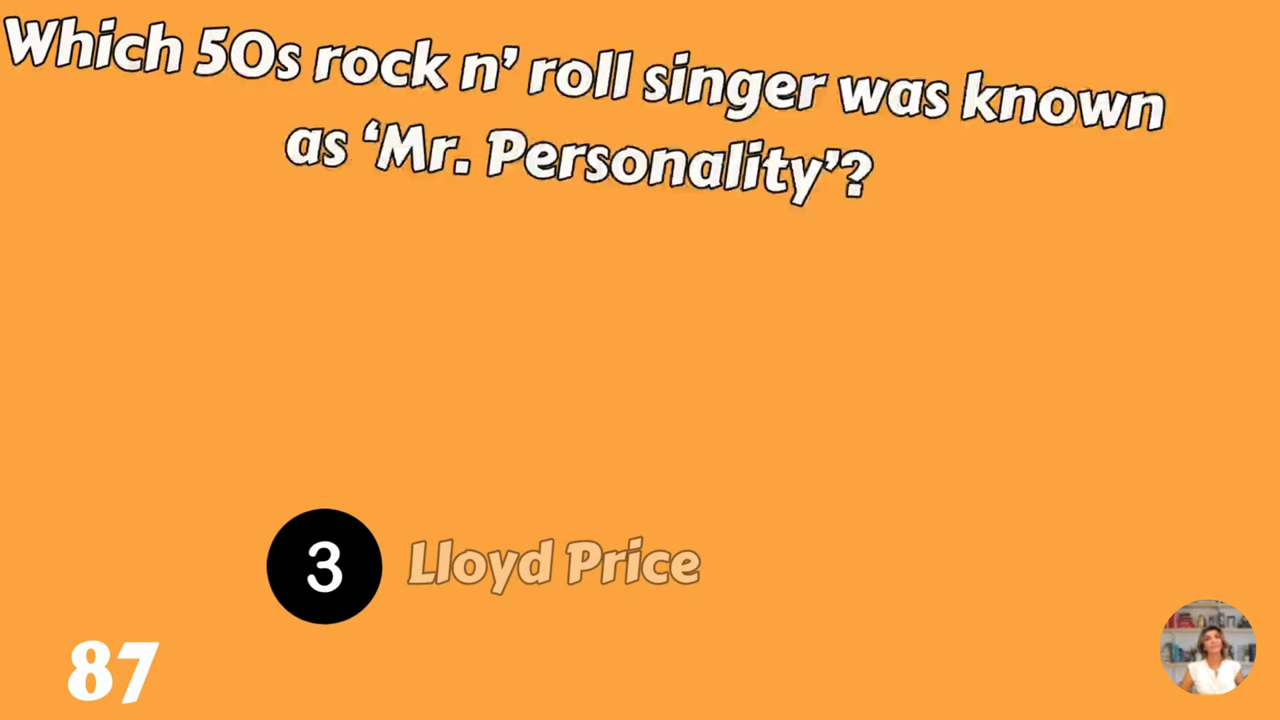 Which 50s rock n’ roll singer was known
as ‘Mr. Personality’?
3 Lloyd Price
87